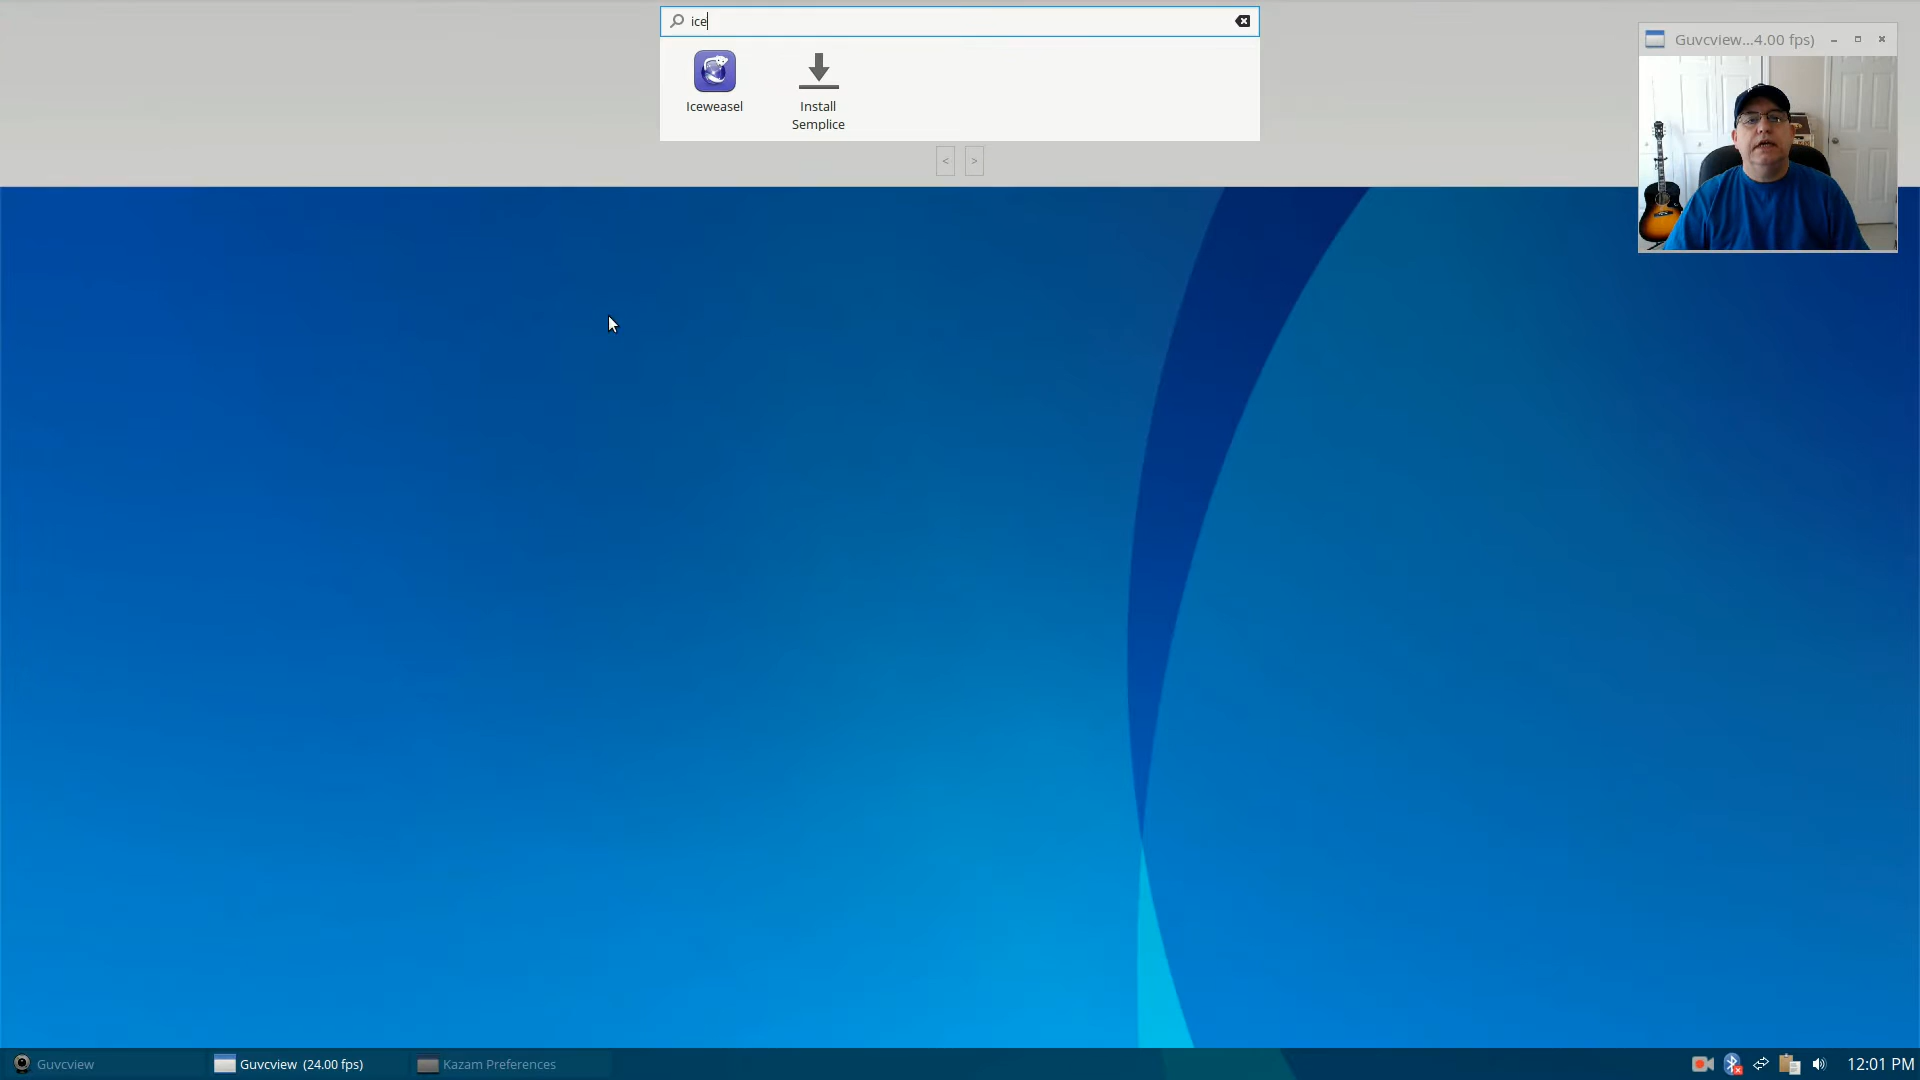 ice
Iceweasel
Install
Semplice
< >
Guvcview...4.00 fps)
Guvcview
Guvcview (24.00 fps)
Kazam Preferences
12:01 PM